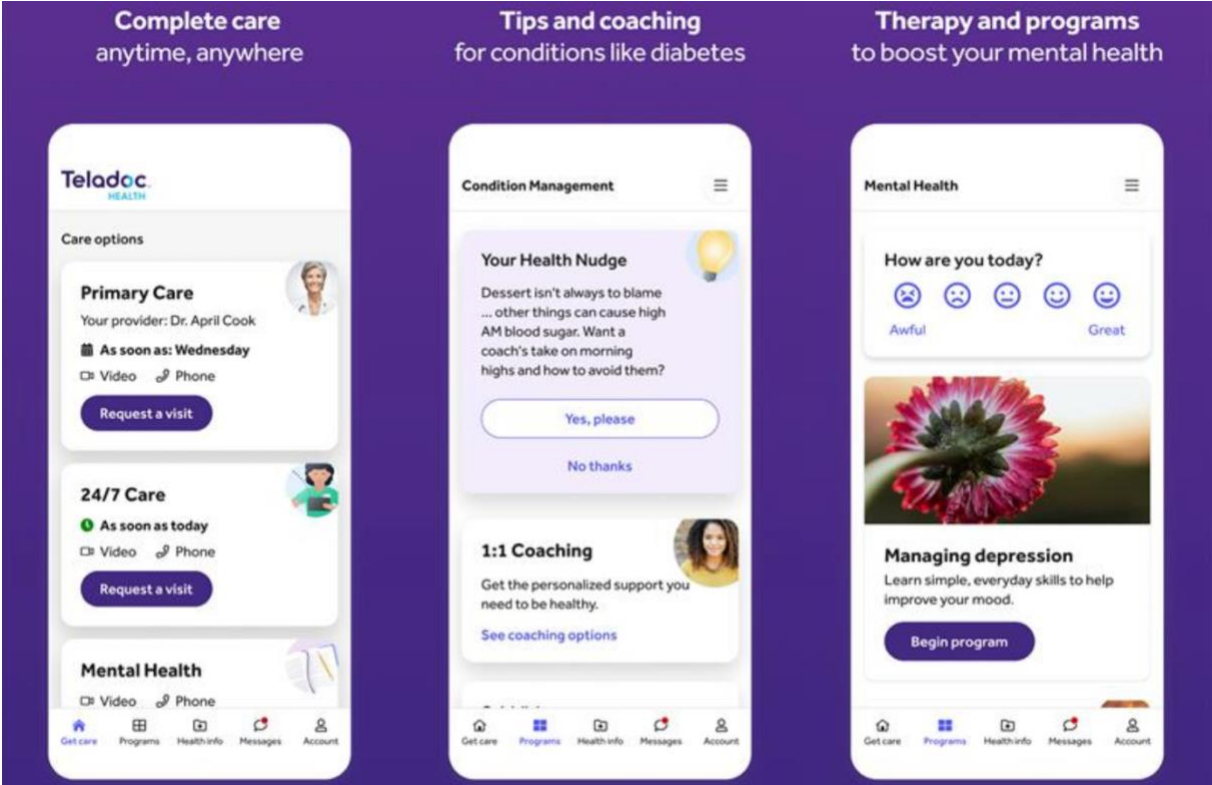 Complete care
anytime, anywhere
Teladoc
HEALTH
Care options
Primary Care
Your provider: Dr. April Cook
As soon as: Wednesday
Video Phone
Request a visit
24/7 Care
As soon as today
Video Phone
Request a visit
Mental Health
Video Phone
Get care Programs Health info Messages Account
Tips and coaching
for conditions like diabetes
Condition Management
Your Health Nudge
Dessert isn't always to blame
... other things can cause high
AM blood sugar. Want a
coach's take on morning
highs and how to avoid them?
Yes, please
No thanks
1:1 Coaching
Get the personalized support you
need to be healthy.
See coaching options
Get care Programs Health info Messages Account
Therapy and programs
to boost your mental health
Mental Health
How are you today?
Awful Great
Managing depression
Learn simple, everyday skills to help
improve your mood.
Begin program
Get care Programs Health info Messages Account